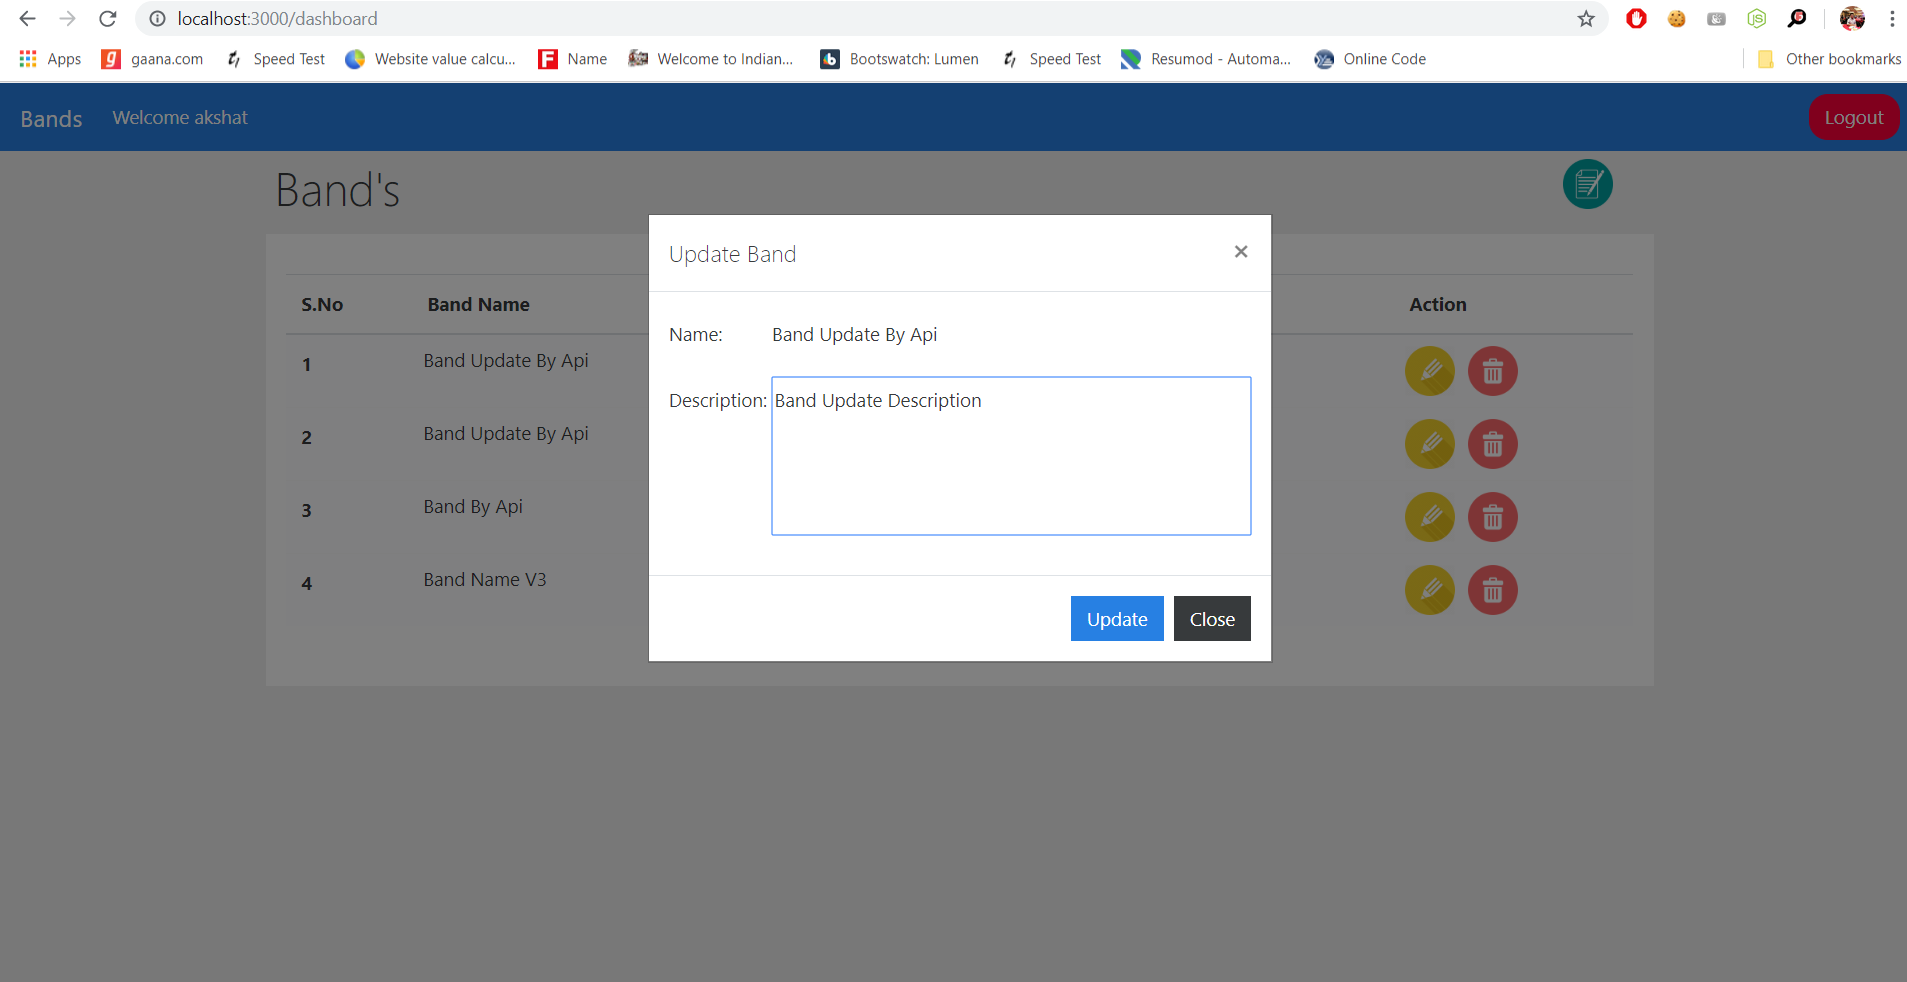 localhost:3000/dashboard
Apps gaana.com Speed Test Website value calcu... Name Welcome to Indian... Bootswatch: Lumen Speed Test Resumod - Automa... Online Code Other bookmarks
Bands Welcome akshat Logout
Band's
Update Band ×
S.No Band Name Action
Name: Band Update By Api
1 Band Update By Api
Description: Band Update Description
2 Band Update By Api
3 Band By Api
4 Band Name V3
Update Close